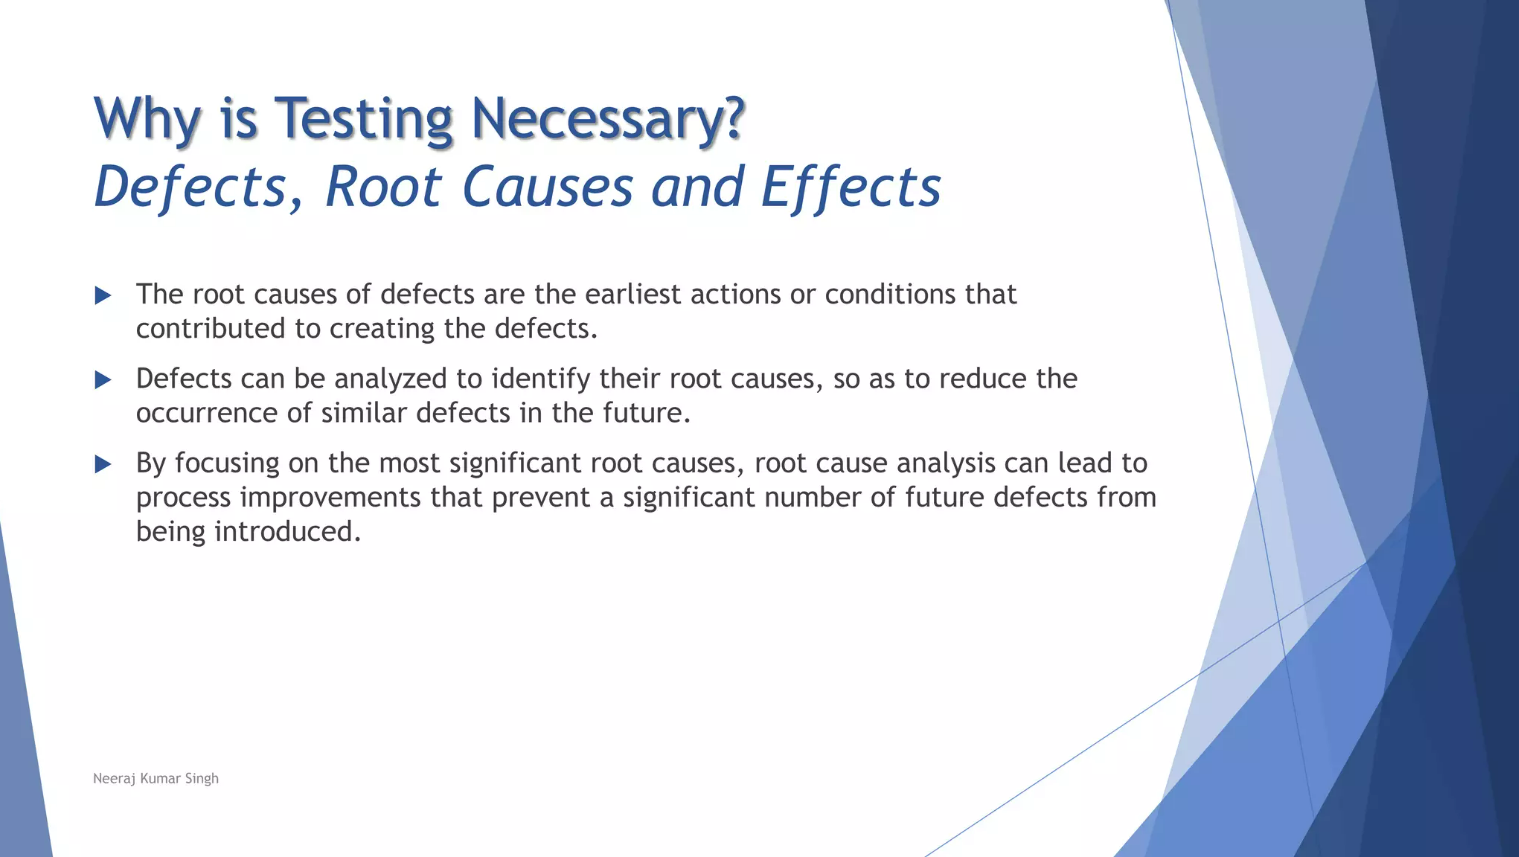 Why is Testing Necessary?
Defects, Root Causes and Effects
The root causes of defects are the earliest actions or conditions that
contributed to creating the defects.
Defects can be analyzed to identify their root causes, so as to reduce the
occurrence of similar defects in the future.
By focusing on the most significant root causes, root cause analysis can lead to
process improvements that prevent a significant number of future defects from
being introduced.
Neeraj Kumar Singh